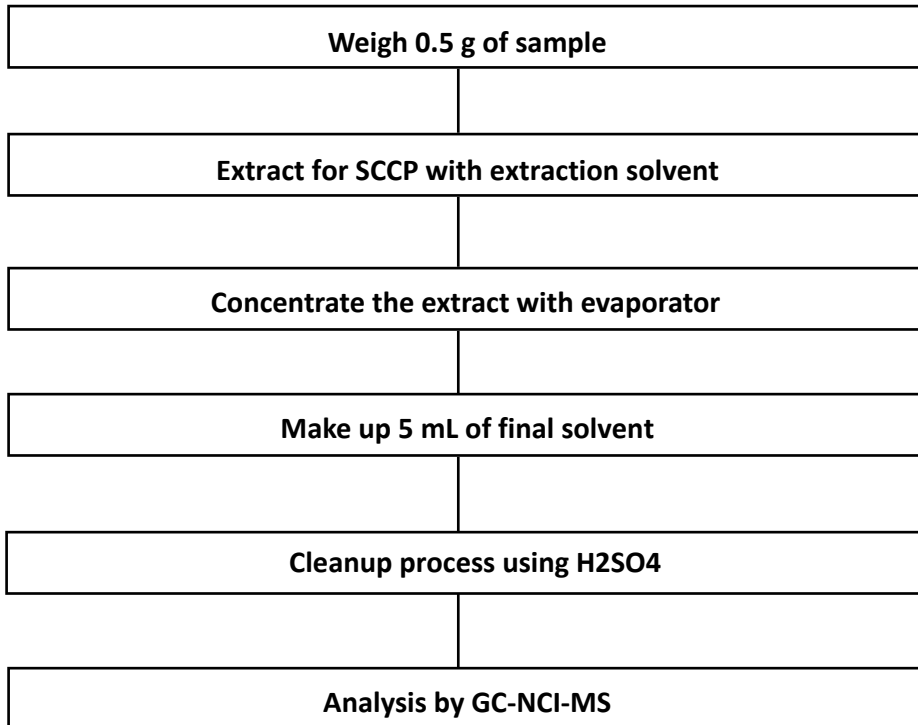 Weigh 0.5 g of sample
Extract for SCCP with extraction solvent
Concentrate the extract with evaporator
Make up 5 mL of final solvent
Cleanup process using H2SO4
Analysis by GC-NCI-MS